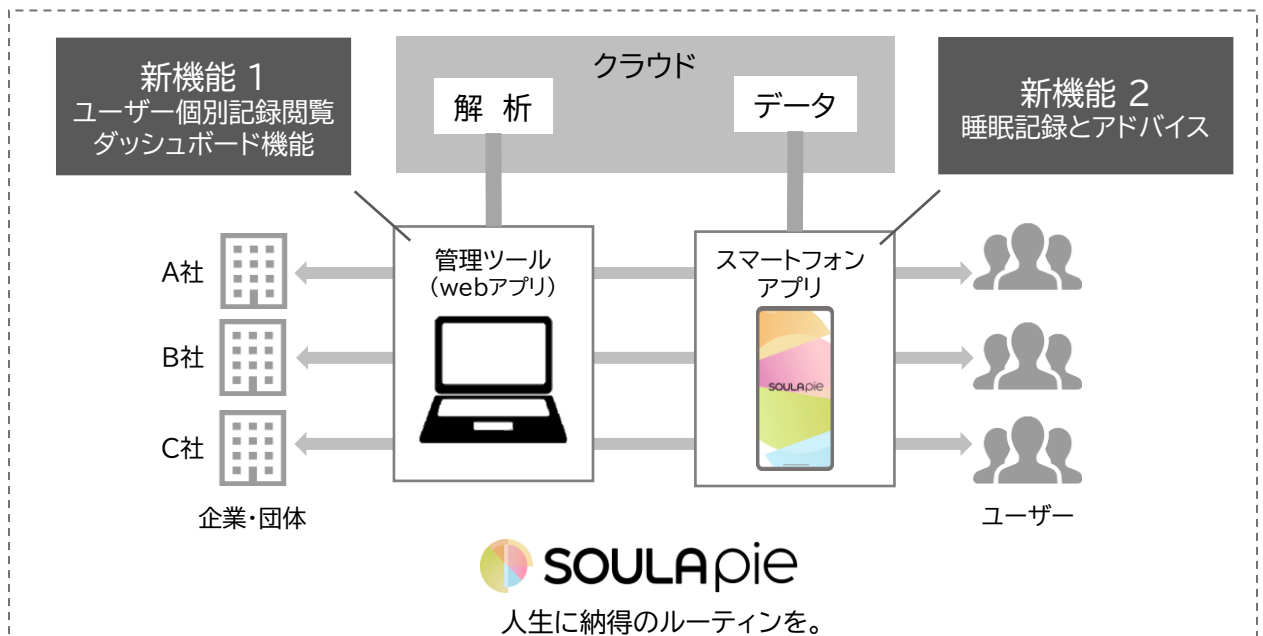 新機能 1
ユーザー個別記録閲覧
ダッシュボード機能
クラウド
解 析
データ
新機能 2
睡眠記録とアドバイス
A社
B社
C社
企業・団体
管理ツール
(webアプリ)
スマートフォン
アプリ
SOULApie
ユーザー
SOULApie
人生に納得のルーティンを。